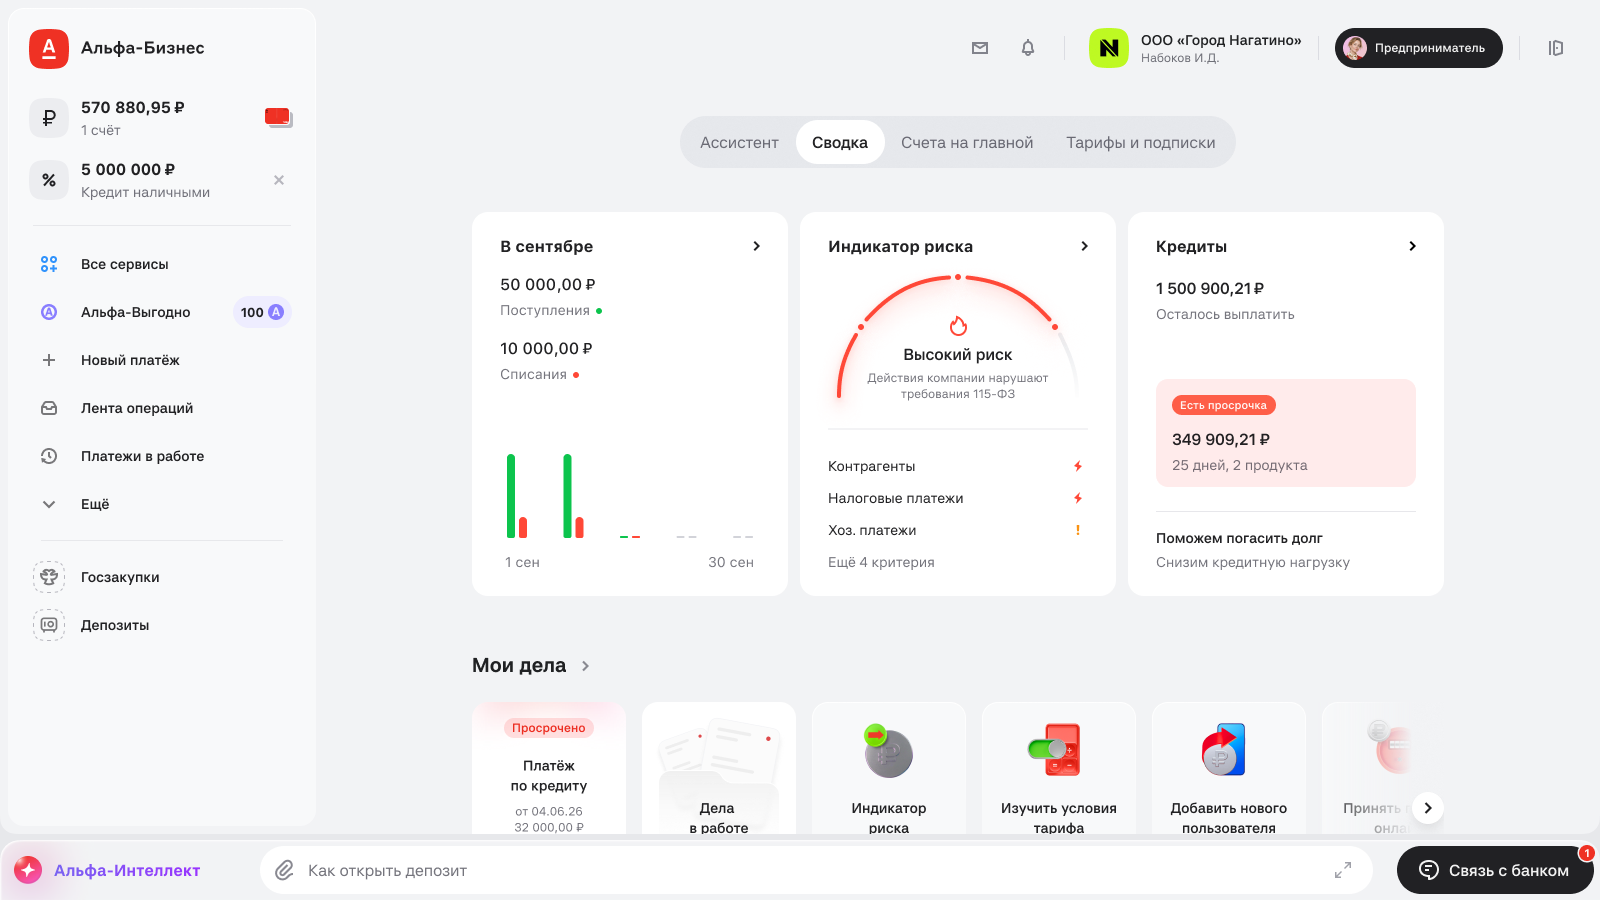 Альфа-Бизнес
570 880,95 ₽
1 счёт
5 000 000 ₽
Кредит наличными
Все сервисы
Альфа-Выгодно
100
Новый платёж
Лента операций
Платежи в работе
Ещё
Госзакупки
Депозиты
ООО «Город Нагатино»
Набоков И.Д.
Предприниматель
Ассистент
Сводка
Счета на главной
Тарифы и подписки
В сентябре
50 000,00 ₽
Поступления
10 000,00 ₽
Списания
1 сен
30 сен
Индикатор риска
Высокий риск
Действия компании нарушают
требования 115-ФЗ
Контрагенты
Налоговые платежи
Хоз. платежи
Ещё 4 критерия
Кредиты
1 500 900,21 ₽
Осталось выплатить
Есть просрочка
349 909,21 ₽
25 дней, 2 продукта
Поможем погасить долг
Снизим кредитную нагрузку
Мои дела
Просрочено
Платёж
по кредиту
от 04.06.26
32 000,00 ₽
Дела
в работе
Индикатор
риска
Изучить условия
тарифа
Добавить нового
пользователя
Принять
Альфа-Интеллект
Как открыть депозит
Связь с банком
1